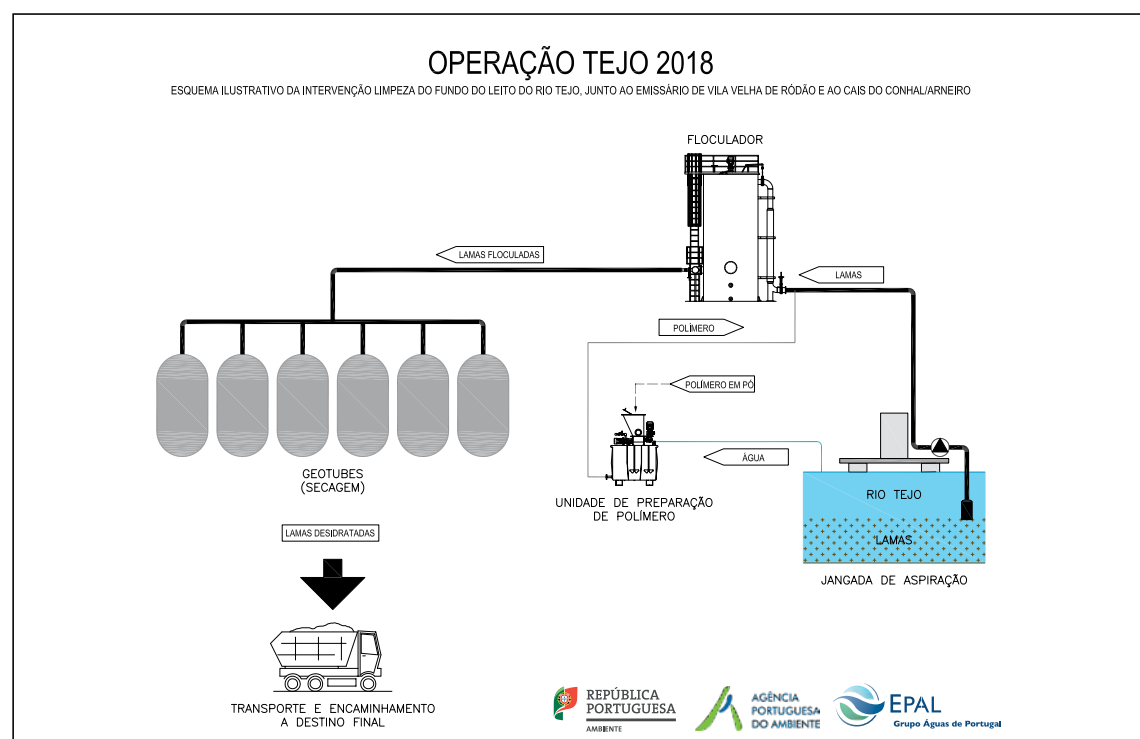 OPERAÇÃO TEJO 2018
ESQUEMA ILUSTRATIVO DA INTERVENÇÃO LIMPEZA DO FUNDO DO LEITO DO RIO TEJO, JUNTO AO EMISSÁRIO DE VILA VELHA DE RÓDÃO E AO CAIS DO CONHAL/ARNEIRO
FLOCULADOR
LAMAS FLOCULADAS
LAMAS
POLÍMERO
POLÍMERO EM PÓ
ÁGUA
GEOTUBES
(SECAGEM)
UNIDADE DE PREPARAÇÃO
DE POLÍMERO
RIO TEJO
LAMAS
JANGADA DE ASPIRAÇÃO
LAMAS DESIDRATADAS
TRANSPORTE E ENCAMINHAMENTO
A DESTINO FINAL
REPÚBLICA
PORTUGUESA
AMBIENTE
AGÊNCIA
PORTUGUESA
DO AMBIENTE
EPAL
Grupo Águas de Portugal